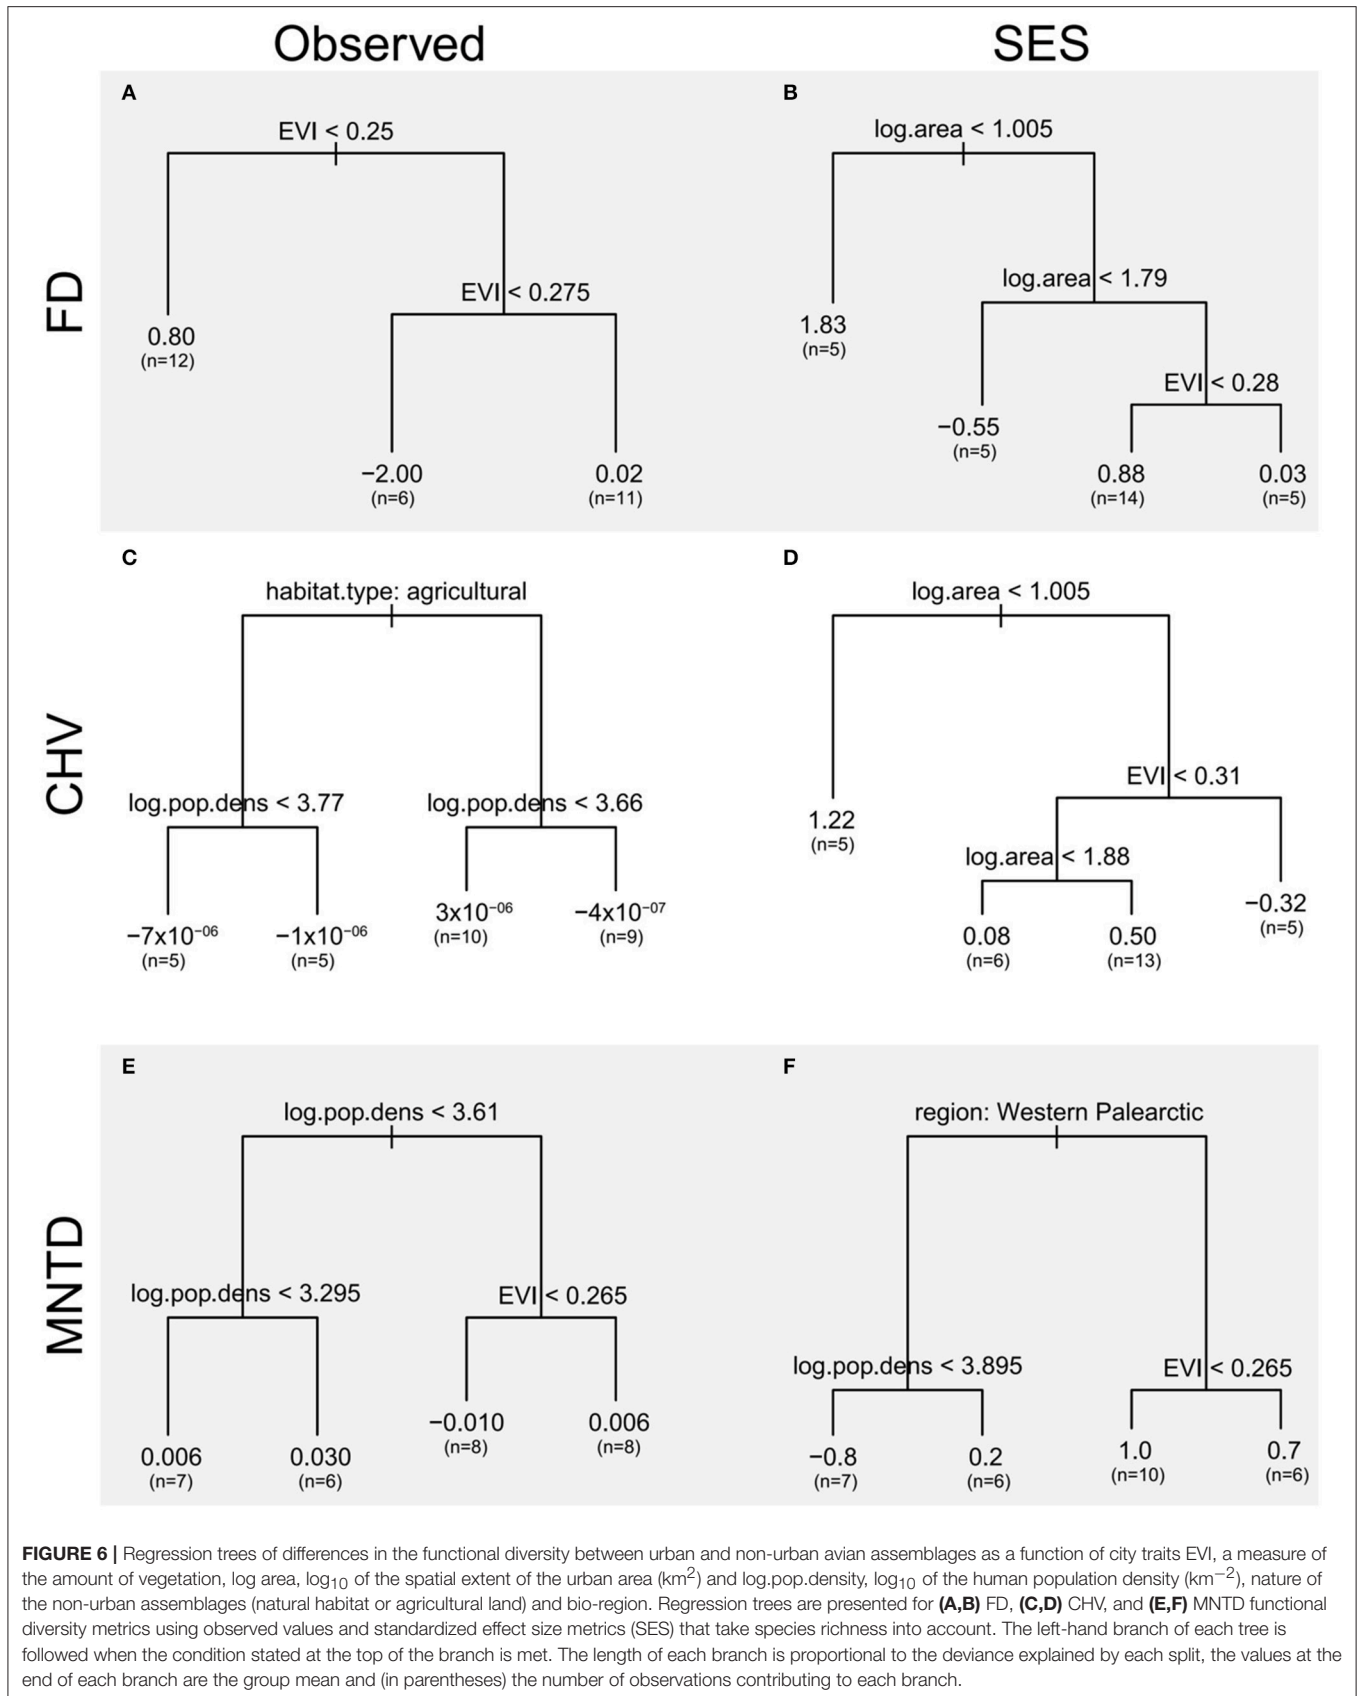 Observed
SES
FD
A
EVI < 0.25
0.80
(n=12)
EVI < 0.275
−2.00
(n=6)
0.02
(n=11)
B
log.area < 1.005
1.83
(n=5)
log.area < 1.79
−0.55
(n=5)
EVI < 0.28
0.88
(n=14)
0.03
(n=5)
CHV
C
habitat.type: agricultural
log.pop.dens < 3.77
log.pop.dens < 3.66
−7x10⁻⁰⁶
(n=5)
−1x10⁻⁰⁶
(n=5)
3x10⁻⁰⁶
(n=10)
−4x10⁻⁰⁷
(n=9)
D
log.area < 1.005
1.22
(n=5)
EVI < 0.31
log.area < 1.88
0.08
(n=6)
0.50
(n=13)
−0.32
(n=5)
MNTD
E
log.pop.dens < 3.61
log.pop.dens < 3.295
EVI < 0.265
0.006
(n=7)
0.030
(n=6)
−0.010
(n=8)
0.006
(n=8)
F
region: Western Palearctic
log.pop.dens < 3.895
EVI < 0.265
−0.8
(n=7)
0.2
(n=6)
1.0
(n=10)
0.7
(n=6)
FIGURE 6 | Regression trees of differences in the functional diversity between urban and non-urban avian assemblages as a function of city traits EVI, a measure of
the amount of vegetation, log area, log₁₀ of the spatial extent of the urban area (km²) and log.pop.density, log₁₀ of the human population density (km⁻²), nature of
the non-urban assemblages (natural habitat or agricultural land) and bio-region. Regression trees are presented for (A,B) FD, (C,D) CHV, and (E,F) MNTD functional
diversity metrics using observed values and standardized effect size metrics (SES) that take species richness into account. The left-hand branch of each tree is
followed when the condition stated at the top of the branch is met. The length of each branch is proportional to the deviance explained by each split, the values at the
end of each branch are the group mean and (in parentheses) the number of observations contributing to each branch.